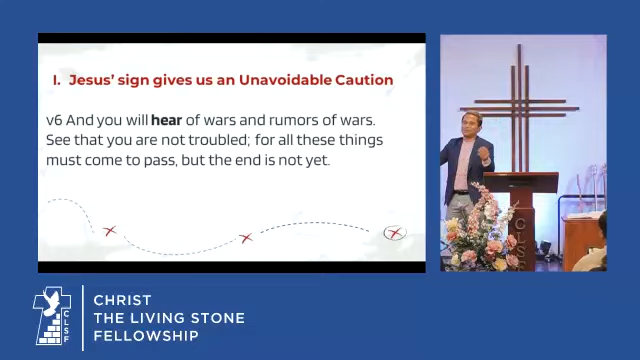 I. Jesus' sign gives us an Unavoidable Caution
v6 And you will hear of wars and rumors of wars.
See that you are not troubled; for all these things
must come to pass, but the end is not yet.
CLSF
CLSF
CHRIST
THE LIVING STONE
FELLOWSHIP